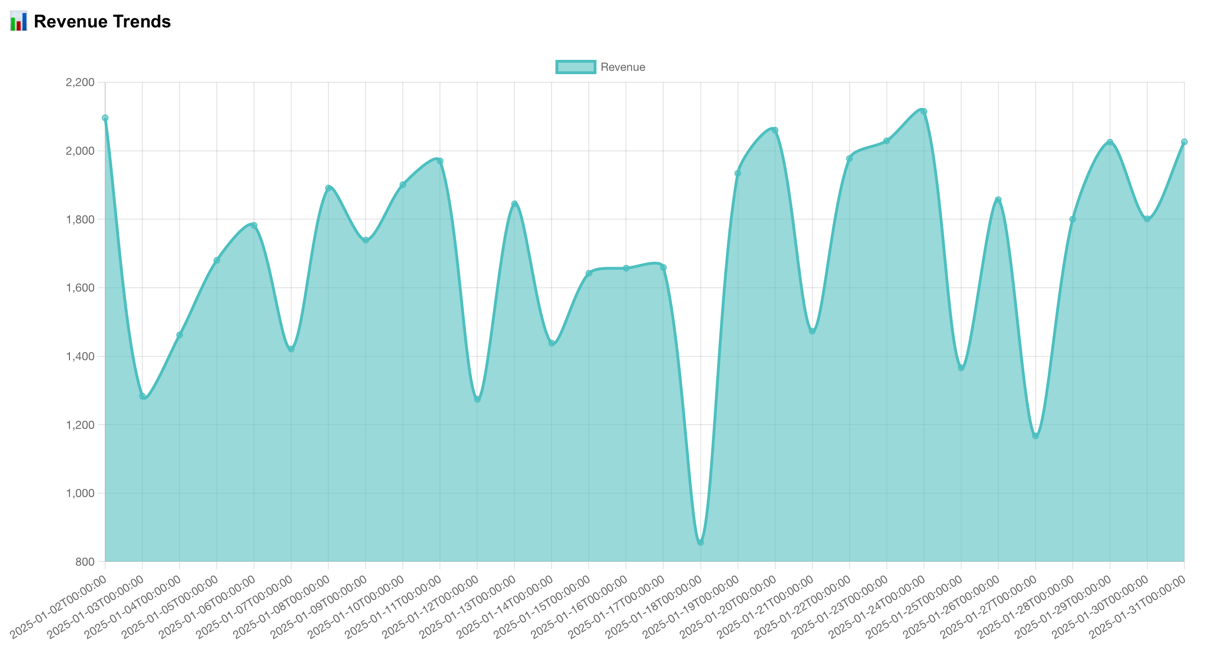 Revenue Trends
Revenue
2,200
2,000
1,800
1,600
1,400
1,200
1,000
800
2025-01-02T00:00:00
2025-01-03T00:00:00
2025-01-04T00:00:00
2025-01-05T00:00:00
2025-01-06T00:00:00
2025-01-07T00:00:00
2025-01-08T00:00:00
2025-01-09T00:00:00
2025-01-10T00:00:00
2025-01-11T00:00:00
2025-01-12T00:00:00
2025-01-13T00:00:00
2025-01-14T00:00:00
2025-01-15T00:00:00
2025-01-16T00:00:00
2025-01-17T00:00:00
2025-01-18T00:00:00
2025-01-19T00:00:00
2025-01-20T00:00:00
2025-01-21T00:00:00
2025-01-22T00:00:00
2025-01-23T00:00:00
2025-01-24T00:00:00
2025-01-25T00:00:00
2025-01-26T00:00:00
2025-01-27T00:00:00
2025-01-28T00:00:00
2025-01-29T00:00:00
2025-01-30T00:00:00
2025-01-31T00:00:00